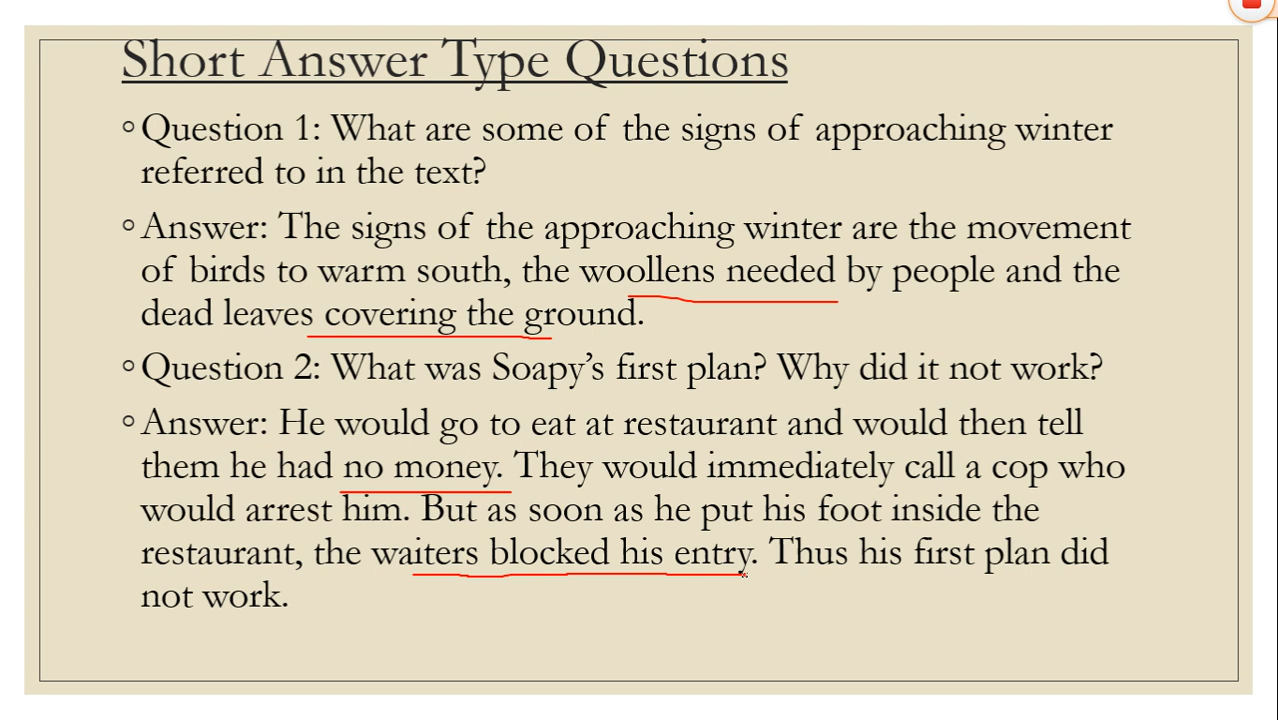 Short Answer Type Questions
◦Question 1: What are some of the signs of approaching winter
referred to in the text?
◦Answer: The signs of the approaching winter are the movement
of birds to warm south, the woollens needed by people and the
dead leaves covering the ground.
◦Question 2: What was Soapy’s first plan? Why did it not work?
◦Answer: He would go to eat at restaurant and would then tell
them he had no money. They would immediately call a cop who
would arrest him. But as soon as he put his foot inside the
restaurant, the waiters blocked his entry. Thus his first plan did
not work.